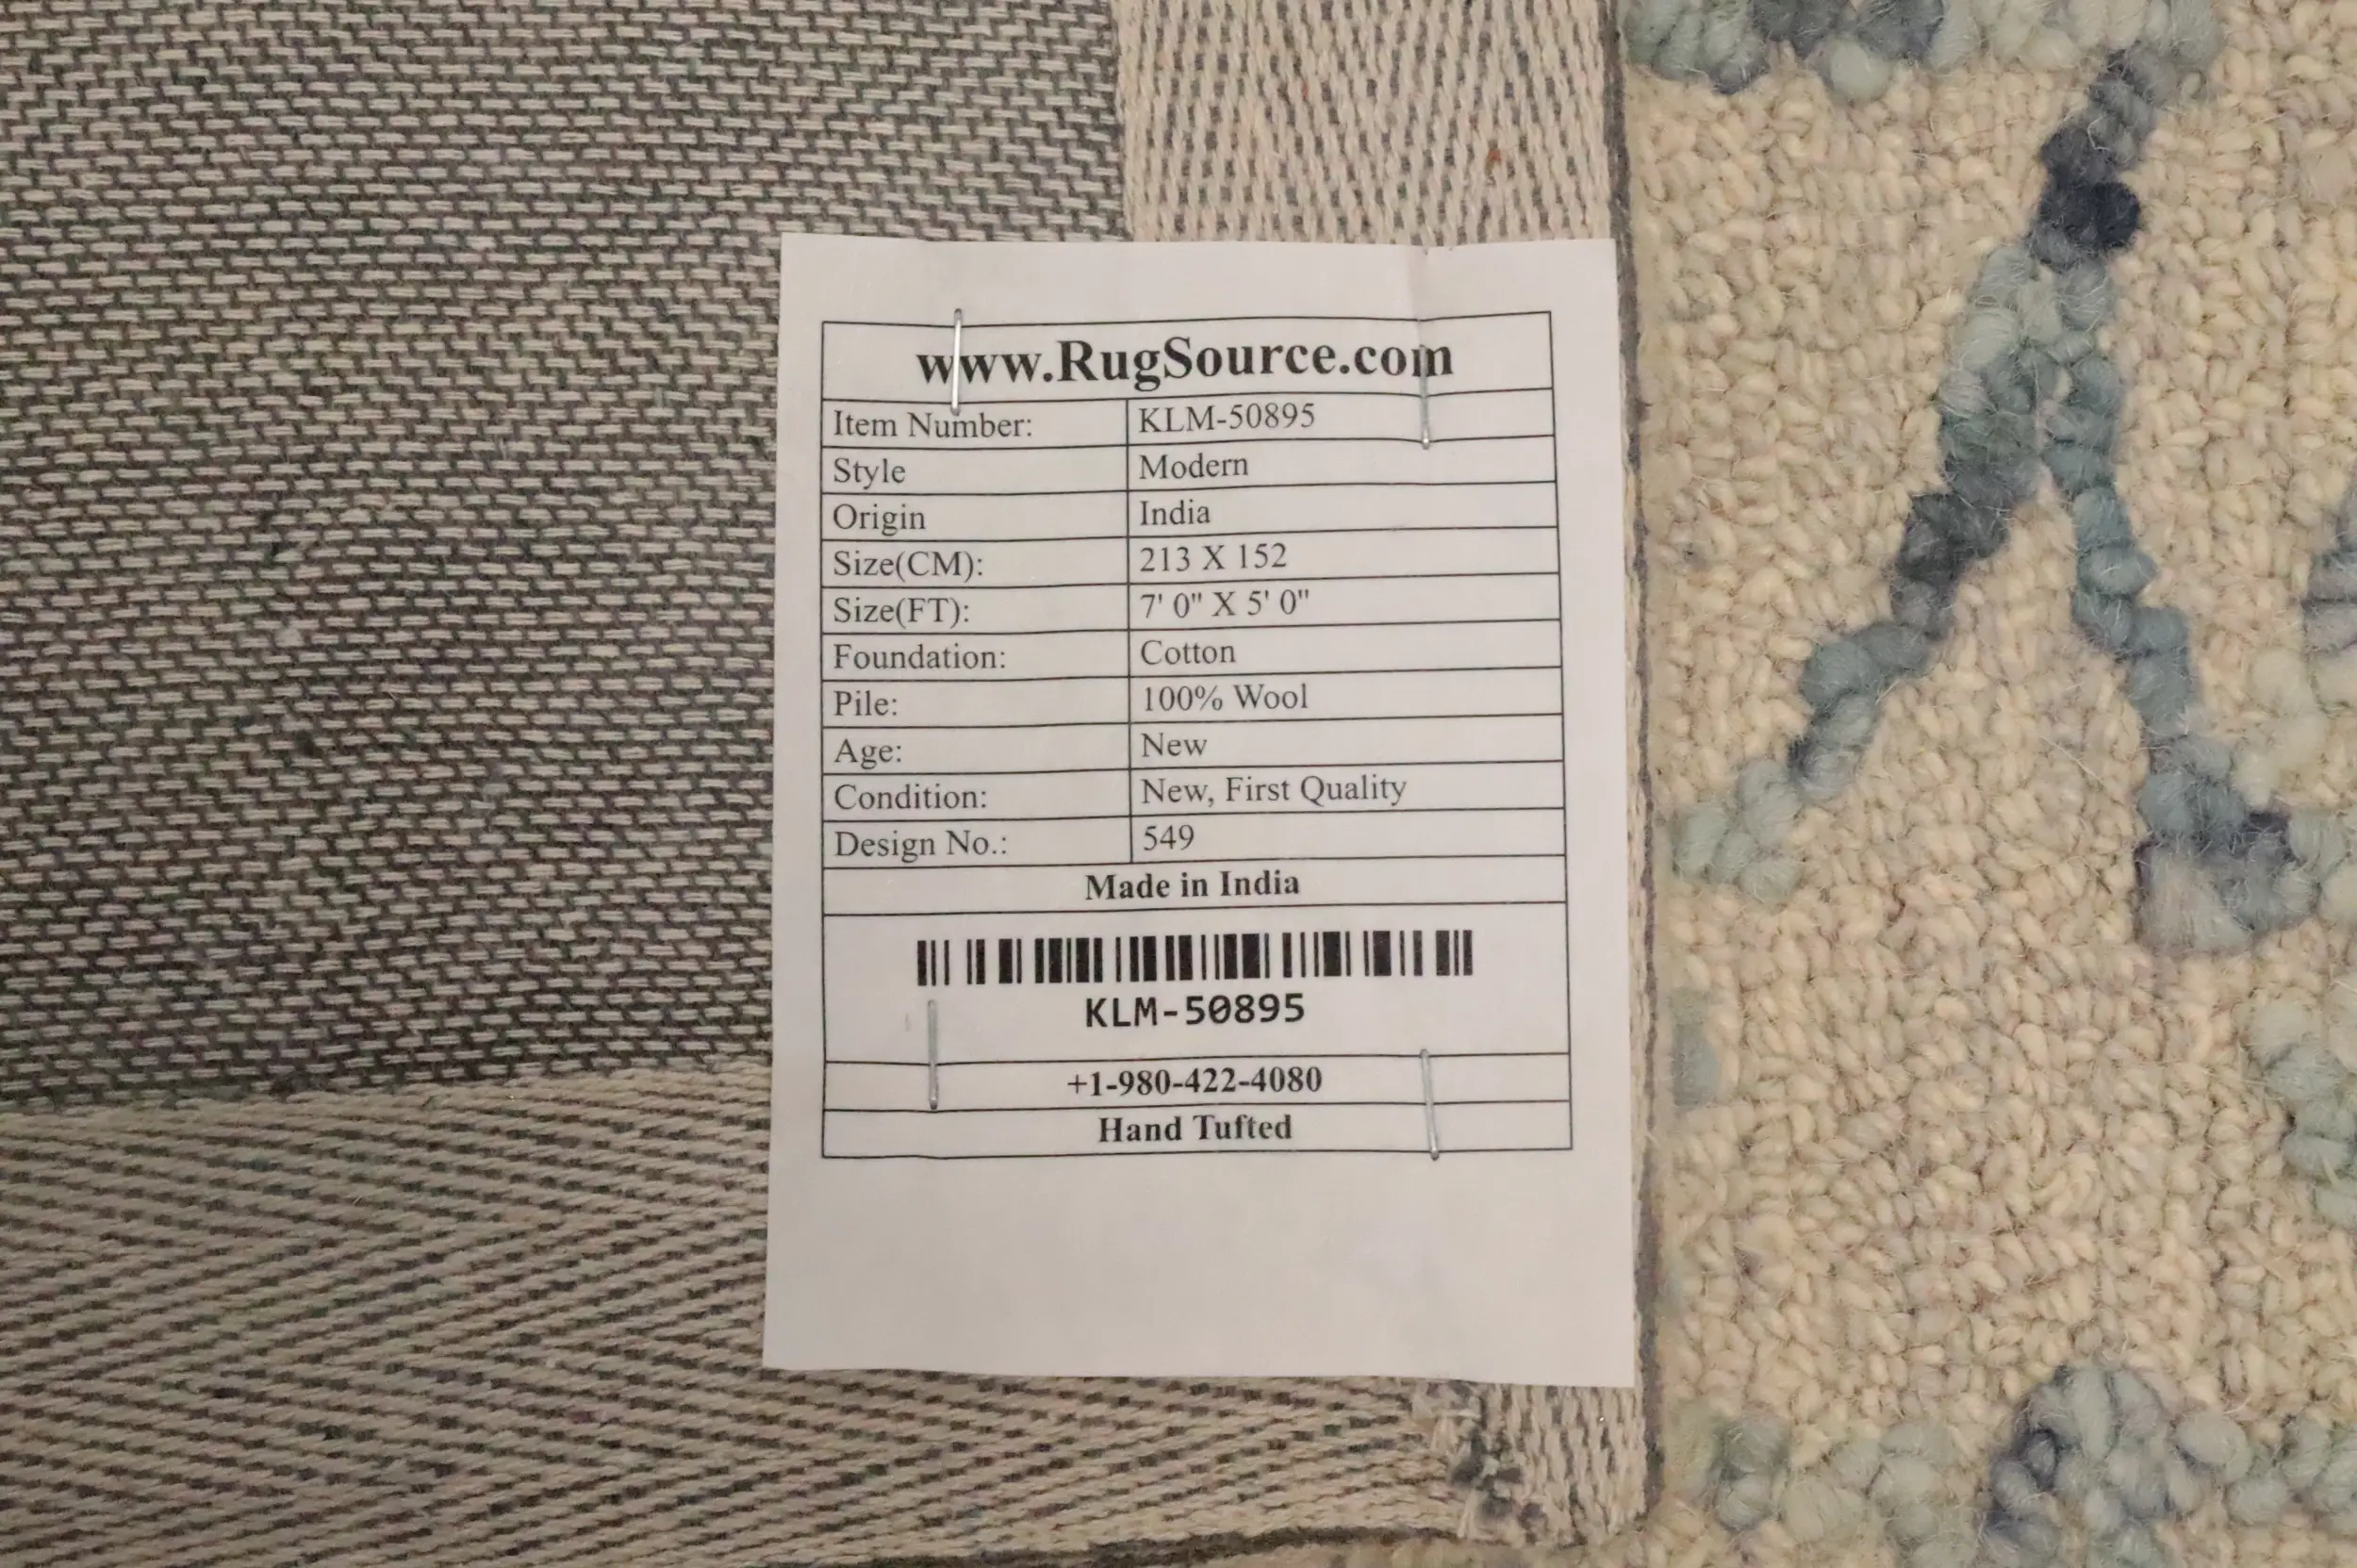 www.RugSource.com
Item Number: KLM-50895
Style Modern
Origin India
Size(CM): 213 X 152
Size(FT): 7' 0" X 5' 0"
Foundation: Cotton
Pile: 100% Wool
Age: New
Condition: New, First Quality
Design No.: 549
Made in India
KLM-50895
+1-980-422-4080
Hand Tufted